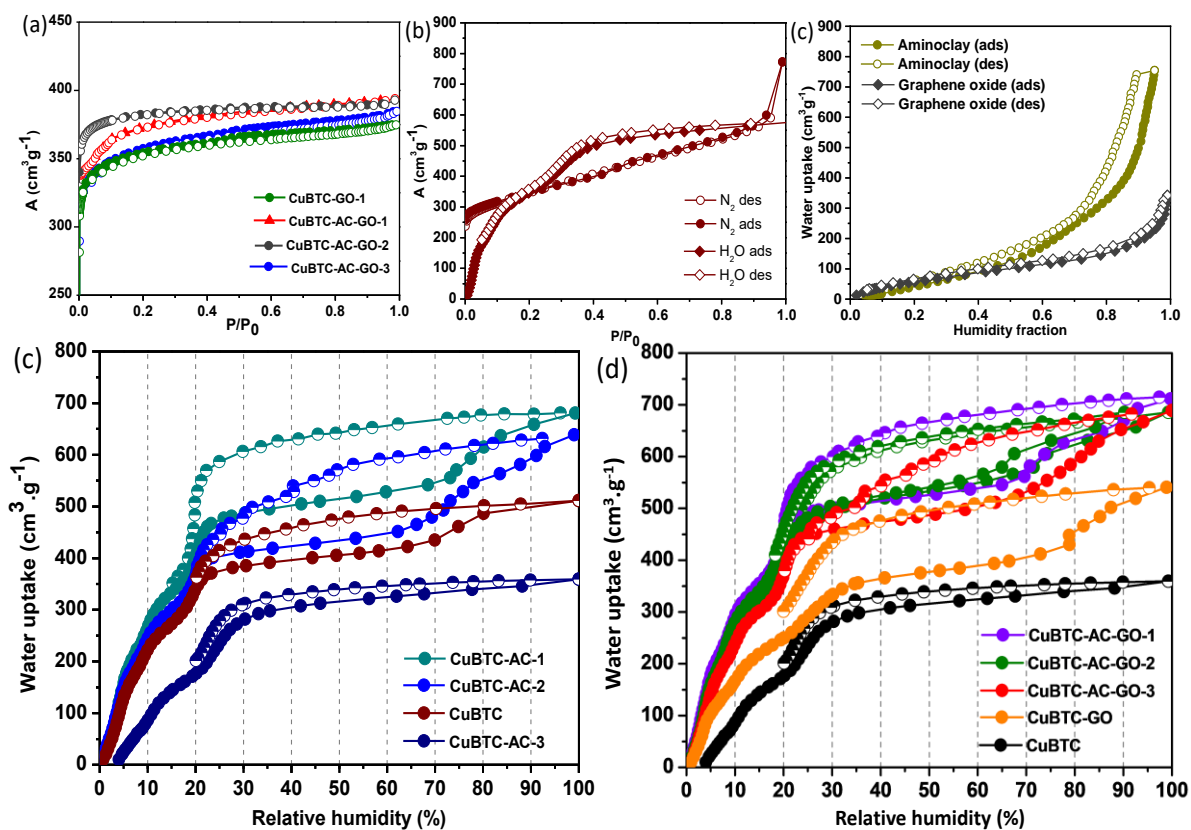 (a)
450
400
350
300
250
A (cm³g⁻¹)
0.0 0.2 0.4 0.6 0.8 1.0
P/P₀
CuBTC-GO-1
CuBTC-AC-GO-1
CuBTC-AC-GO-2
CuBTC-AC-GO-3
(b)
900
800
700
600
500
400
300
200
100
0
A (cm³g⁻¹)
0.0 0.2 0.4 0.6 0.8 1.0
P/P₀
N₂ des
N₂ ads
H₂O ads
H₂O des
(c)
900
800
700
600
500
400
300
200
100
0
Water uptake (cm³g⁻¹)
0.0 0.2 0.4 0.6 0.8 1.0
Humidity fraction
Aminoclay (ads)
Aminoclay (des)
Graphene oxide (ads)
Graphene oxide (des)
(c)
800
700
600
500
400
300
200
100
0
Water uptake (cm³.g⁻¹)
0 10 20 30 40 50 60 70 80 90 100
Relative humidity (%)
CuBTC-AC-1
CuBTC-AC-2
CuBTC
CuBTC-AC-3
(d)
800
700
600
500
400
300
200
100
0
Water uptake (cm³.g⁻¹)
0 10 20 30 40 50 60 70 80 90 100
Relative humidity (%)
CuBTC-AC-GO-1
CuBTC-AC-GO-2
CuBTC-AC-GO-3
CuBTC-GO
CuBTC